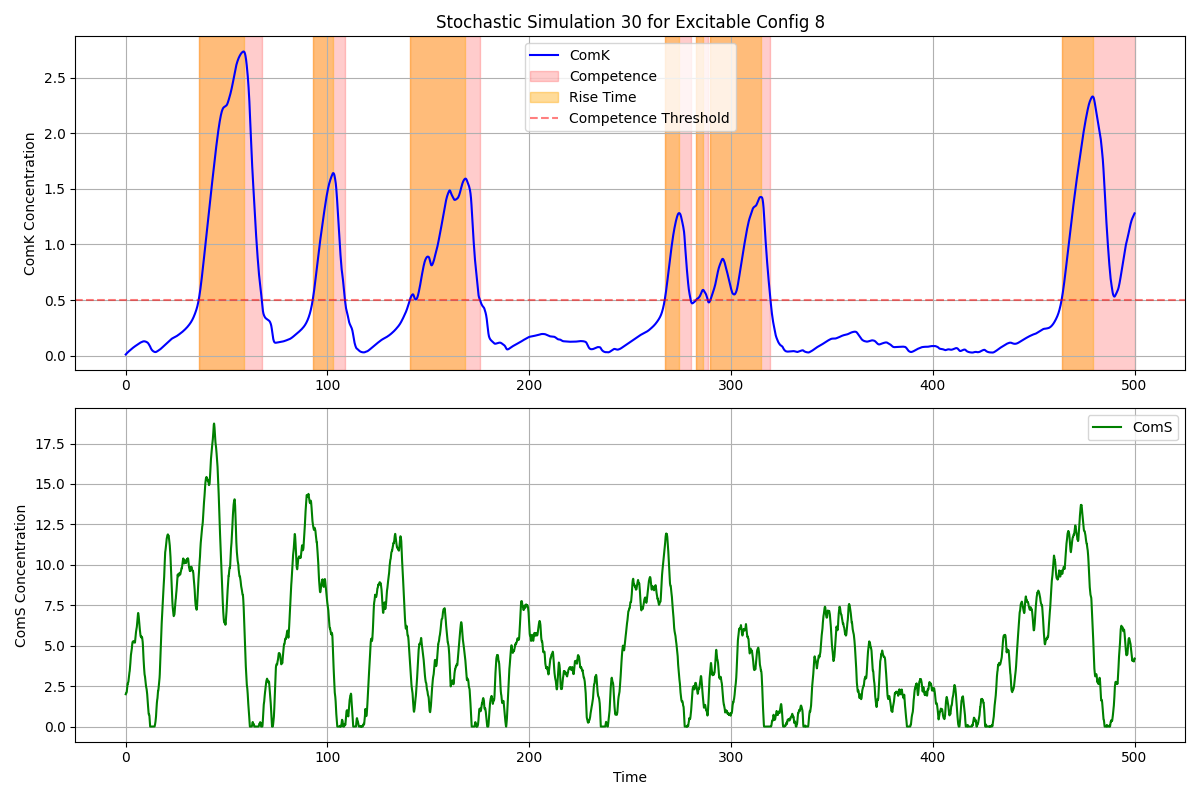 Stochastic Simulation 30 for Excitable Config 8
ComK Concentration
2.5
2.0
1.5
1.0
0.5
0.0
ComK
Competence
Rise Time
Competence Threshold
0 100 200 300 400 500
ComS Concentration
17.5
15.0
12.5
10.0
7.5
5.0
2.5
0.0
ComS
0 100 200 300 400 500
Time